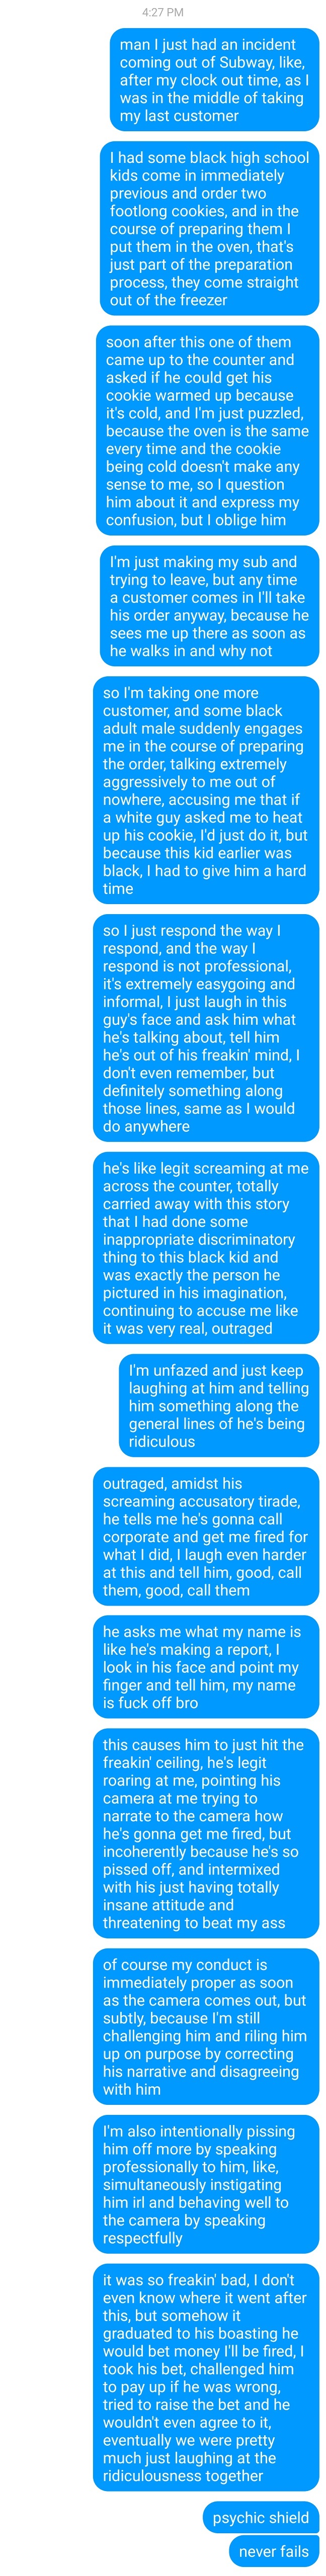 4:27 PM
man I just had an incident
coming out of Subway, like,
after my clock out time, as I
was in the middle of taking
my last customer
I had some black high school
kids come in immediately
previous and order two
footlong cookies, and in the
course of preparing them I
put them in the oven, that's
just part of the preparation
process, they come straight
out of the freezer
soon after this one of them
came up to the counter and
asked if he could get his
cookie warmed up because
it's cold, and I'm just puzzled,
because the oven is the same
every time and the cookie
being cold doesn't make any
sense to me, so I question
him about it and express my
confusion, but I oblige him
I'm just making my sub and
trying to leave, but any time
a customer comes in I'll take
his order anyway, because he
sees me up there as soon as
he walks in and why not
so I'm taking one more
customer, and some black
adult male suddenly engages
me in the course of preparing
the order, talking extremely
aggressively to me out of
nowhere, accusing me that if
a white guy asked me to heat
up his cookie, I'd just do it, but
because this kid earlier was
black, I had to give him a hard
time
so I just respond the way I
respond, and the way I
respond is not professional,
it's extremely easygoing and
informal, I just laugh in this
guy's face and ask him what
he's talking about, tell him
he's out of his freakin' mind, I
don't even remember, but
definitely something along
those lines, same as I would
do anywhere
he's like legit screaming at me
across the counter, totally
carried away with this story
that I had done some
inappropriate discriminatory
thing to this black kid and
was exactly the person he
pictured in his imagination,
continuing to accuse me like
it was very real, outraged
I'm unfazed and just keep
laughing at him and telling
him something along the
general lines of he's being
ridiculous
outraged, amidst his
screaming accusatory tirade,
he tells me he's gonna call
corporate and get me fired for
what I did, I laugh even harder
at this and tell him, good, call
them, good, call them
he asks me what my name is
like he's making a report, I
look in his face and point my
finger and tell him, my name
is fuck off bro
this causes him to just hit the
freakin' ceiling, he's legit
roaring at me, pointing his
camera at me trying to
narrate to the camera how
he's gonna get me fired, but
incoherently because he's so
pissed off, and intermixed
with his just having totally
insane attitude and
threatening to beat my ass
of course my conduct is
immediately proper as soon
as the camera comes out, but
subtly, because I'm still
challenging him and riling him
up on purpose by correcting
his narrative and disagreeing
with him
I'm also intentionally pissing
him off more by speaking
professionally to him, like,
simultaneously instigating
him irl and behaving well to
the camera by speaking
respectfully
it was so freakin' bad, I don't
even know where it went after
this, but somehow it
graduated to his boasting he
would bet money I'll be fired, I
took his bet, challenged him
to pay up if he was wrong,
tried to raise the bet and he
wouldn't even agree to it,
eventually we were pretty
much just laughing at the
ridiculousness together
psychic shield
never fails